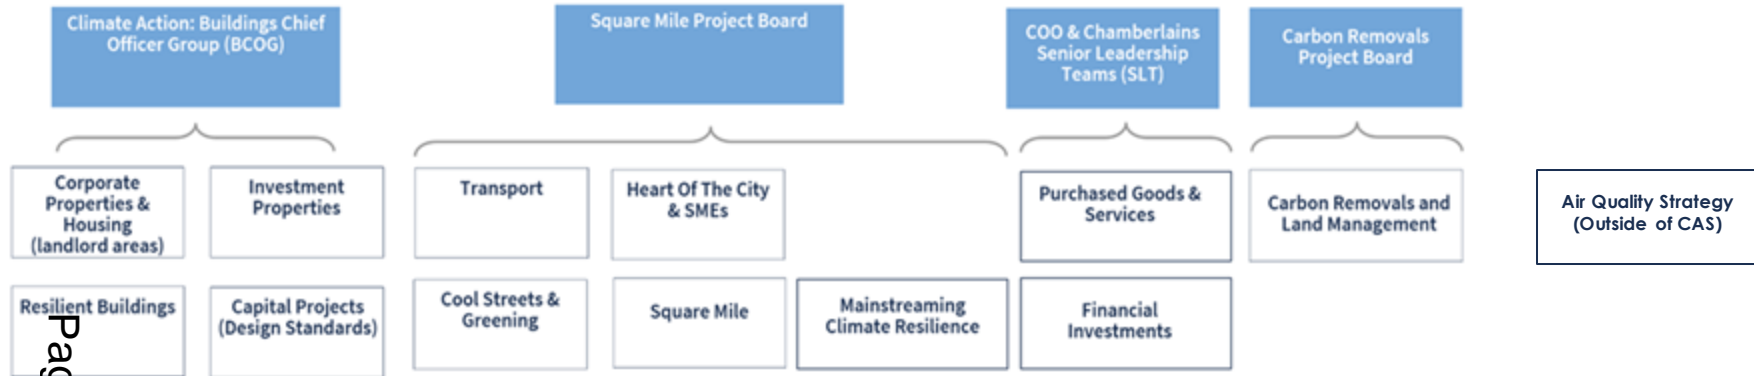 Climate Action: Buildings Chief
Officer Group (BCOG)
Square Mile Project Board
COO & Chamberlains
Senior Leadership
Teams (SLT)
Carbon Removals
Project Board
Corporate
Properties &
Housing
(landlord areas)
Investment
Properties
Transport
Heart Of The City
& SMEs
Purchased Goods &
Services
Carbon Removals and
Land Management
Air Quality Strategy
(Outside of CAS)
Resilient Buildings
Capital Projects
(Design Standards)
Cool Streets &
Greening
Square Mile
Mainstreaming
Climate Resilience
Financial
Investments